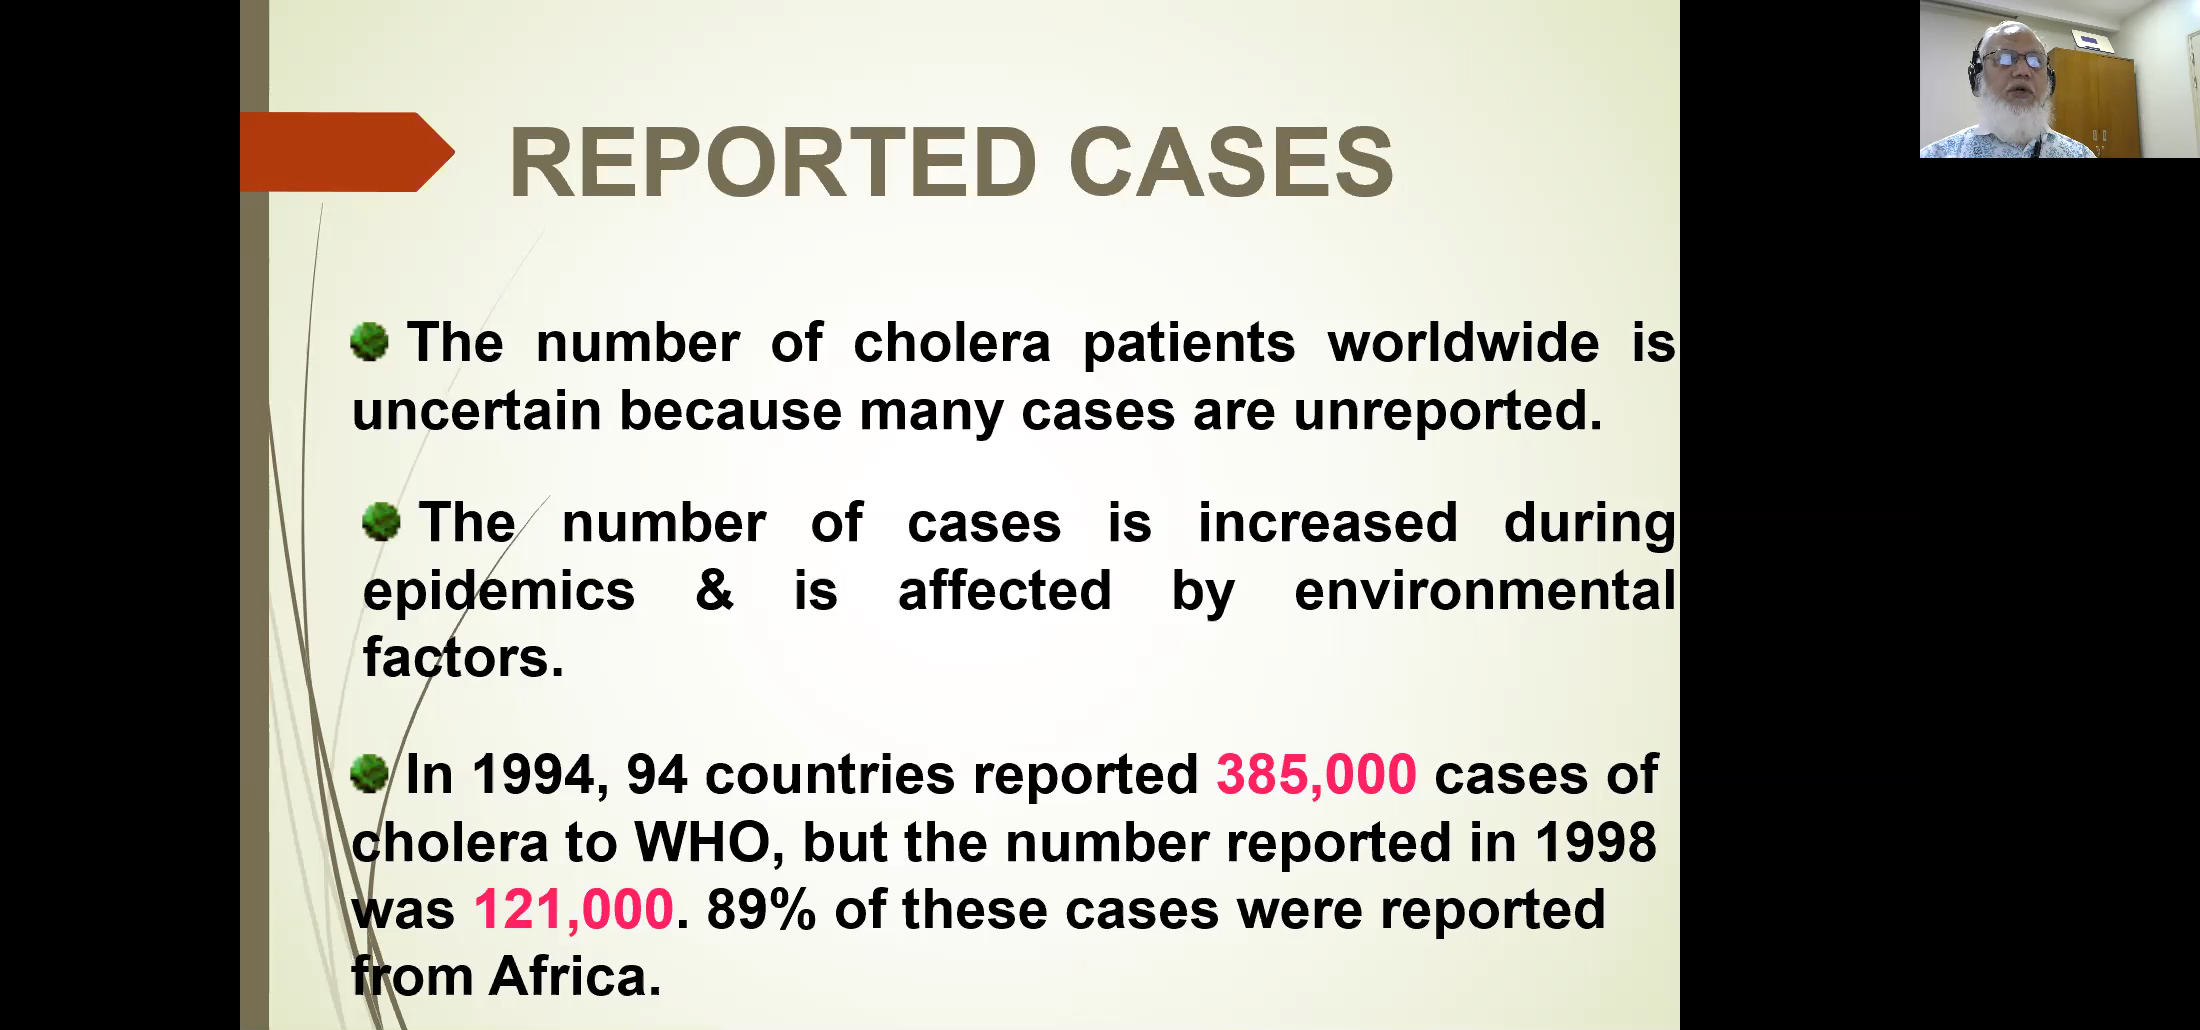 REPORTED CASES
The number of cholera patients worldwide is
uncertain because many cases are unreported.
The number of cases is increased during
epidemics & is affected by environmental
factors.
In 1994, 94 countries reported 385,000 cases of
cholera to WHO, but the number reported in 1998
was 121,000. 89% of these cases were reported
from Africa.